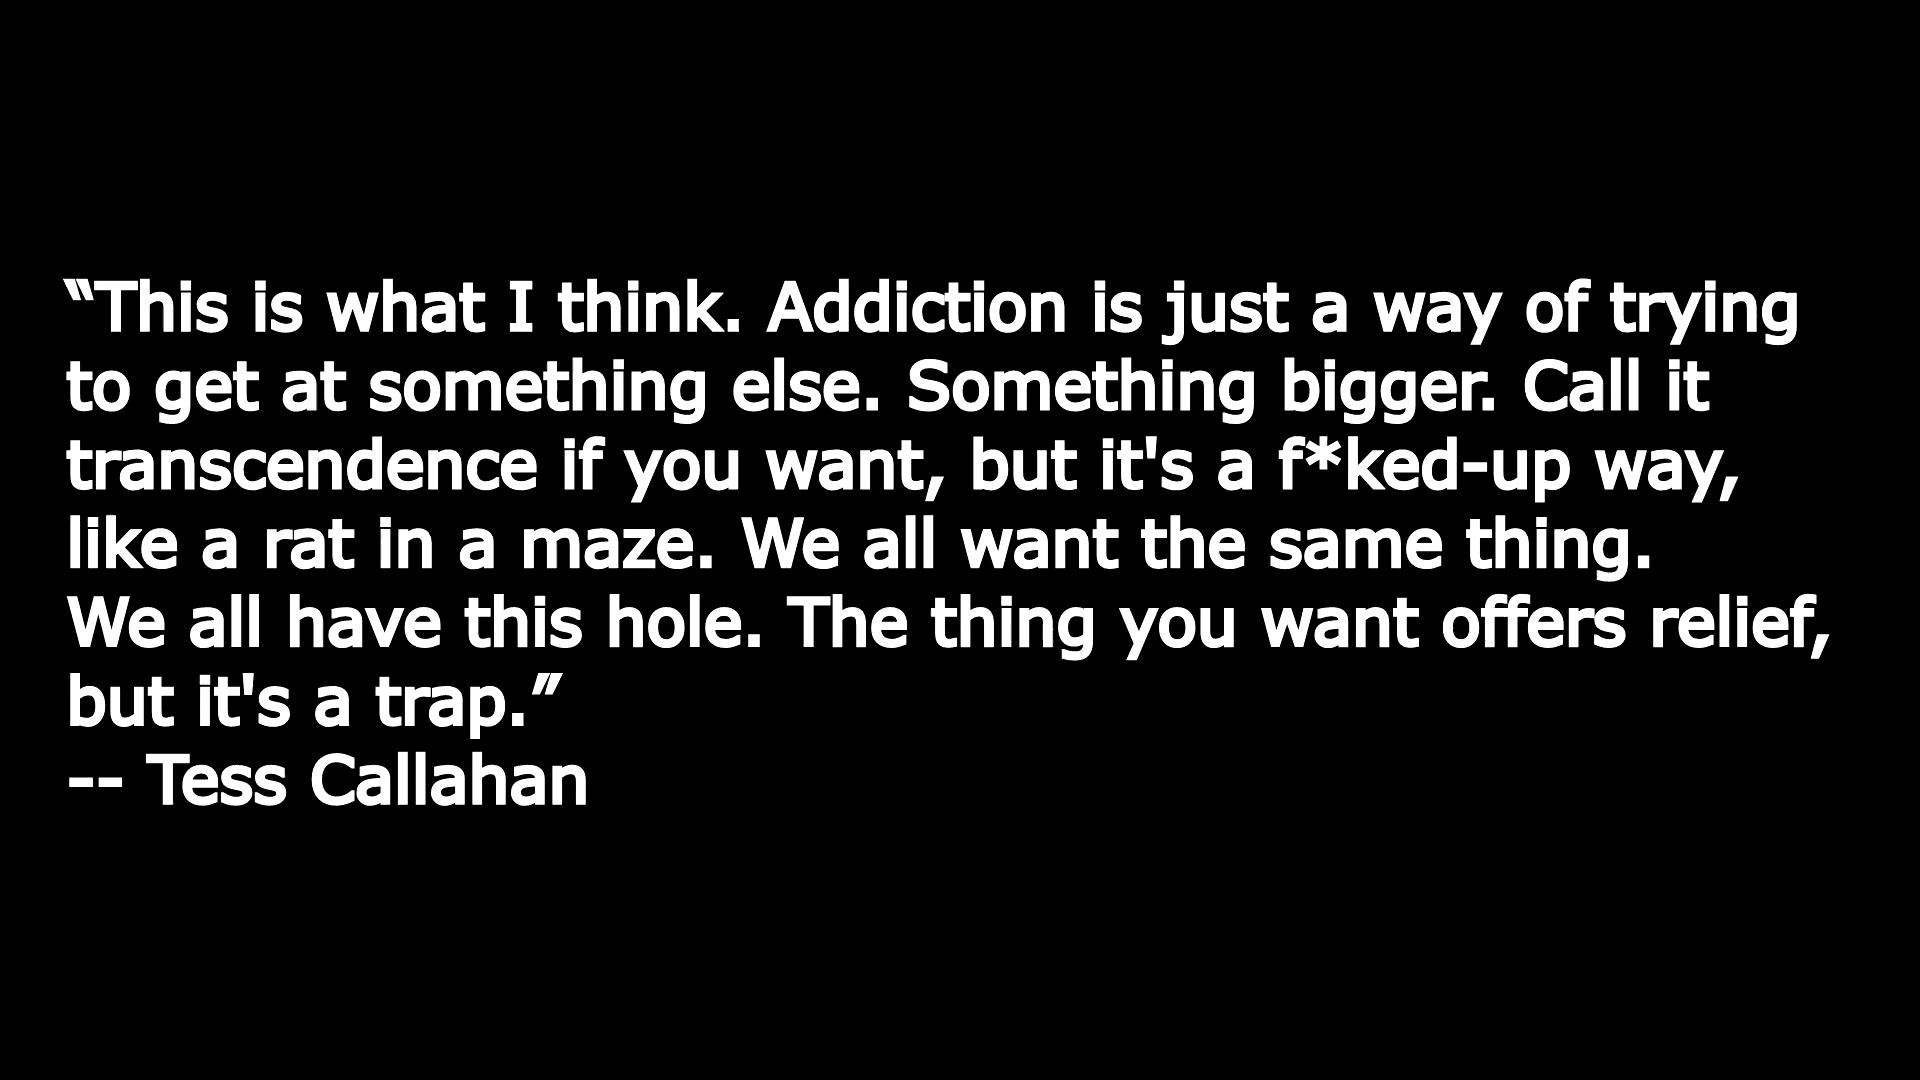 “This is what I think. Addiction is just a way of trying
to get at something else. Something bigger. Call it
transcendence if you want, but it's a f*ked-up way,
like a rat in a maze. We all want the same thing.
We all have this hole. The thing you want offers relief,
but it's a trap.”
-- Tess Callahan